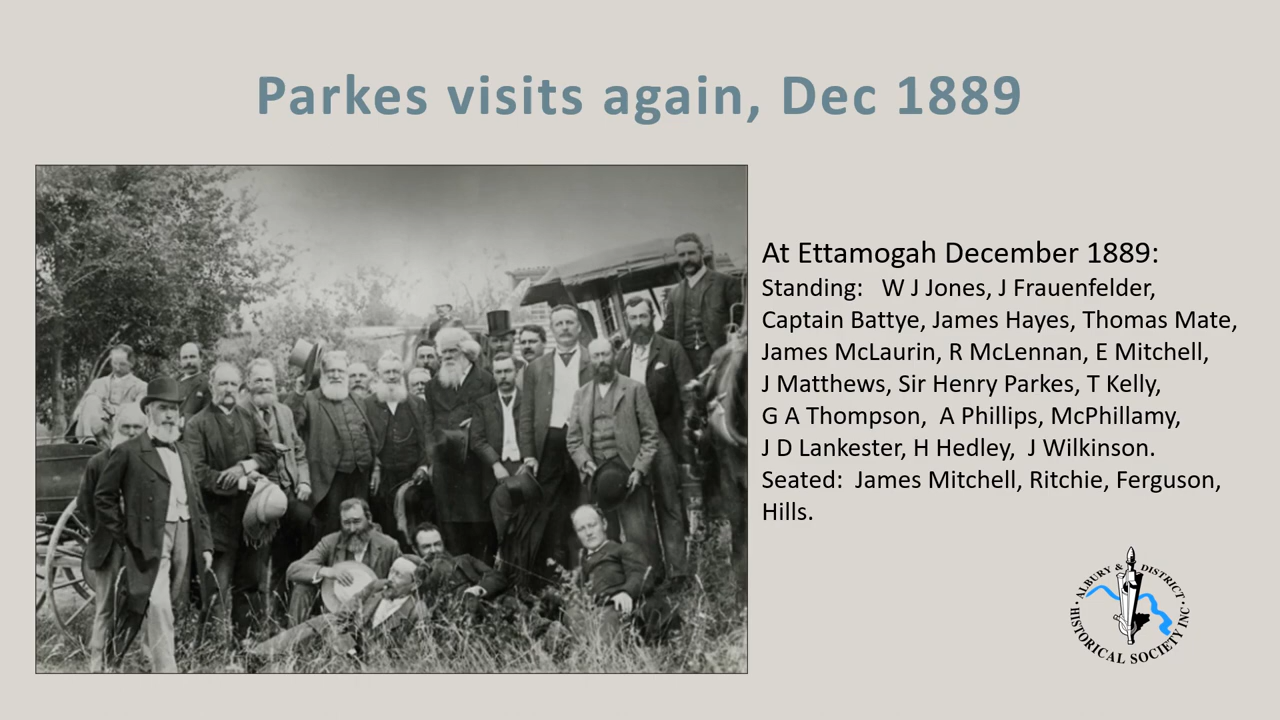 Parkes visits again, Dec 1889
At Ettamogah December 1889:
Standing: W J Jones, J Frauenfelder,
Captain Battye, James Hayes, Thomas Mate,
James McLaurin, R McLennan, E Mitchell,
J Matthews, Sir Henry Parkes, T Kelly,
G A Thompson, A Phillips, McPhillamy,
J D Lankester, H Hedley, J Wilkinson.
Seated: James Mitchell, Ritchie, Ferguson,
Hills.
ALBURY & DISTRICT
HISTORICAL SOCIETY INC